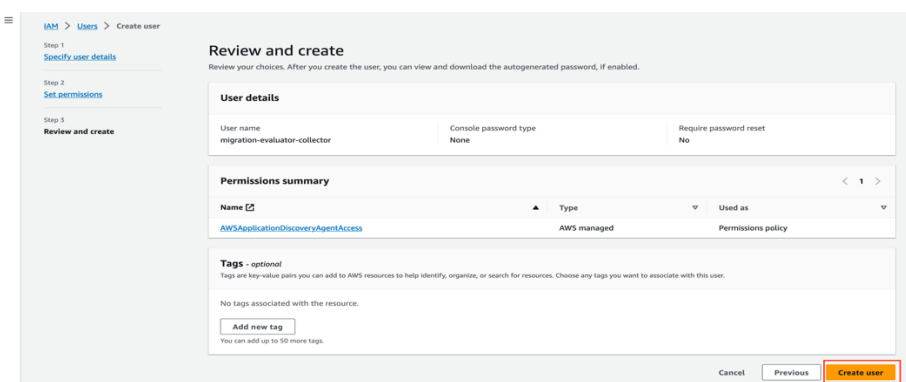 IAM > Users > Create user
Step 1
Specify user details
Step 2
Set permissions
Step 3
Review and create
Review and create
Review your choices. After you create the user, you can view and download the autogenerated password, if enabled.
User details
User name
migration-evaluator-collector
Console password type
None
Require password reset
No
Permissions summary
< 1 >
Name
Type
Used as
AWSApplicationDiscoveryAgentAccess
AWS managed
Permissions policy
Tags - optional
Tags are key-value pairs you can add to AWS resources to help identify, organize, or search for resources. Choose any tags you want to associate with this user.
No tags associated with the resource.
Add new tag
You can add up to 50 more tags.
Cancel
Previous
Create user